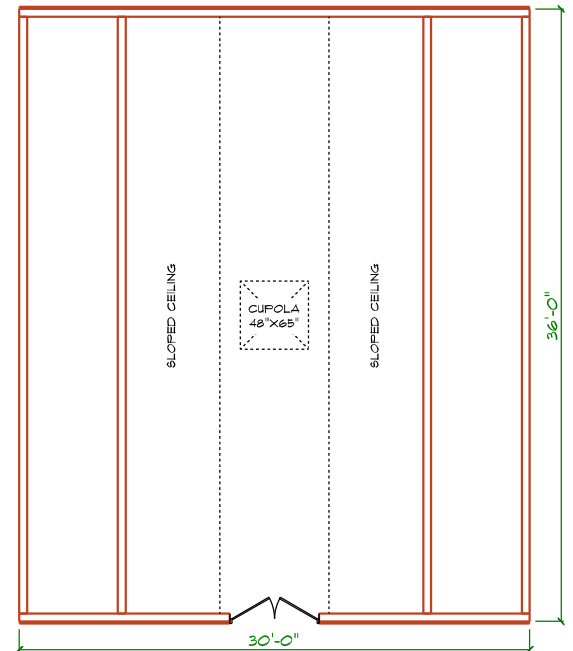 SLOPED CEILING
CUPOLA
48"X65"
SLOPED CEILING
36'-0"
30'-0"